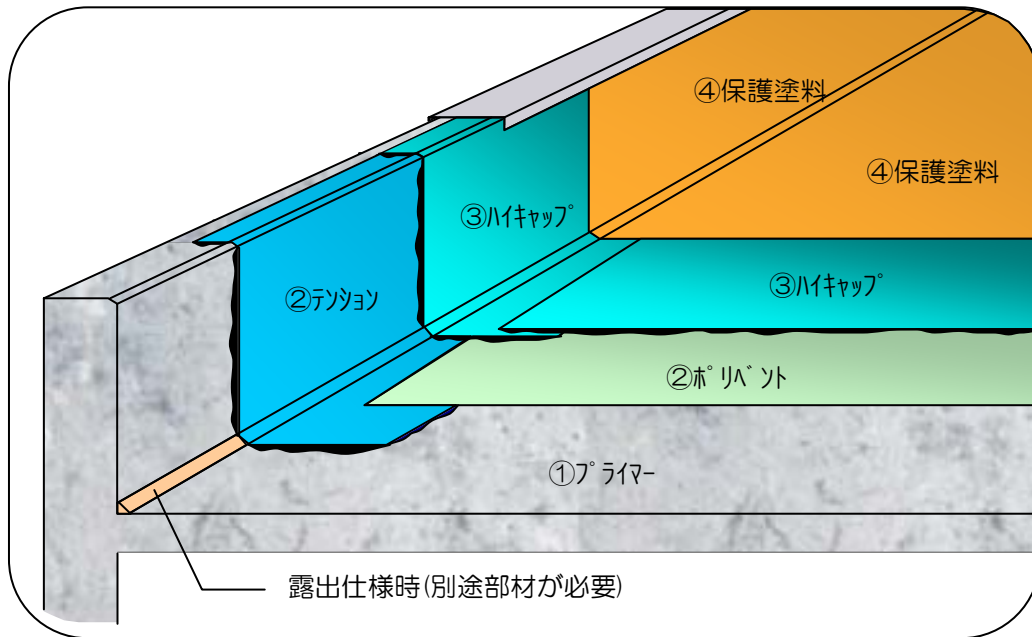 ④保護塗料
④保護塗料
③ﾊｲｷｬｯﾌﾟ
③ﾊｲｷｬｯﾌﾟ
②ﾃﾝｼｮﾝ
②ﾎﾟﾘﾍﾞﾝﾄ
①ﾌﾟﾗｲﾏｰ
露出仕様時(別途部材が必要)